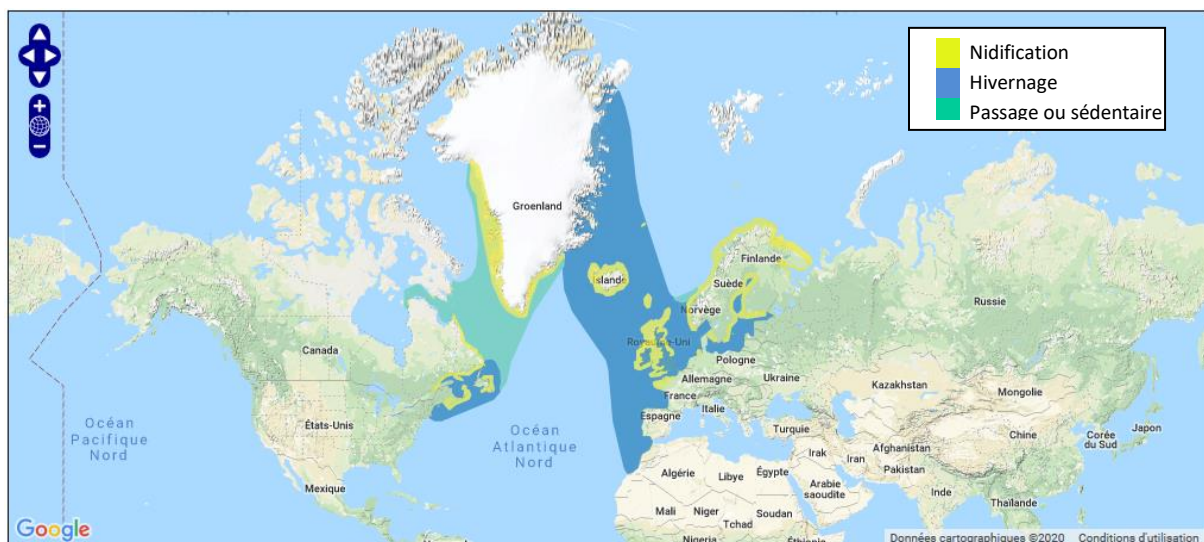 Nidification
Hivernage
Passage ou sédentaire
Groenland
Islande
Finlande
Suède
Norvège
Russie
Royaume-Uni
Canada
Pologne
Allemagne
Ukraine
France
Kazakhstan
Mongolie
Espagne
Italie
États-Unis
Océan
Pacifique
Nord
Océan
Atlantique
Nord
Turquie
Chine
Corée
du Sud
Japon
Afghanistan
Irak
Iran
Pakistan
Algérie
Libye
Égypte
Arabie
saoudite
Mexique
Inde
Mali
Niger
Soudan
Thaïlande
Tchad
Nigeria
Éthiopie
Google
Données cartographiques ©2020 Conditions d'utilisation